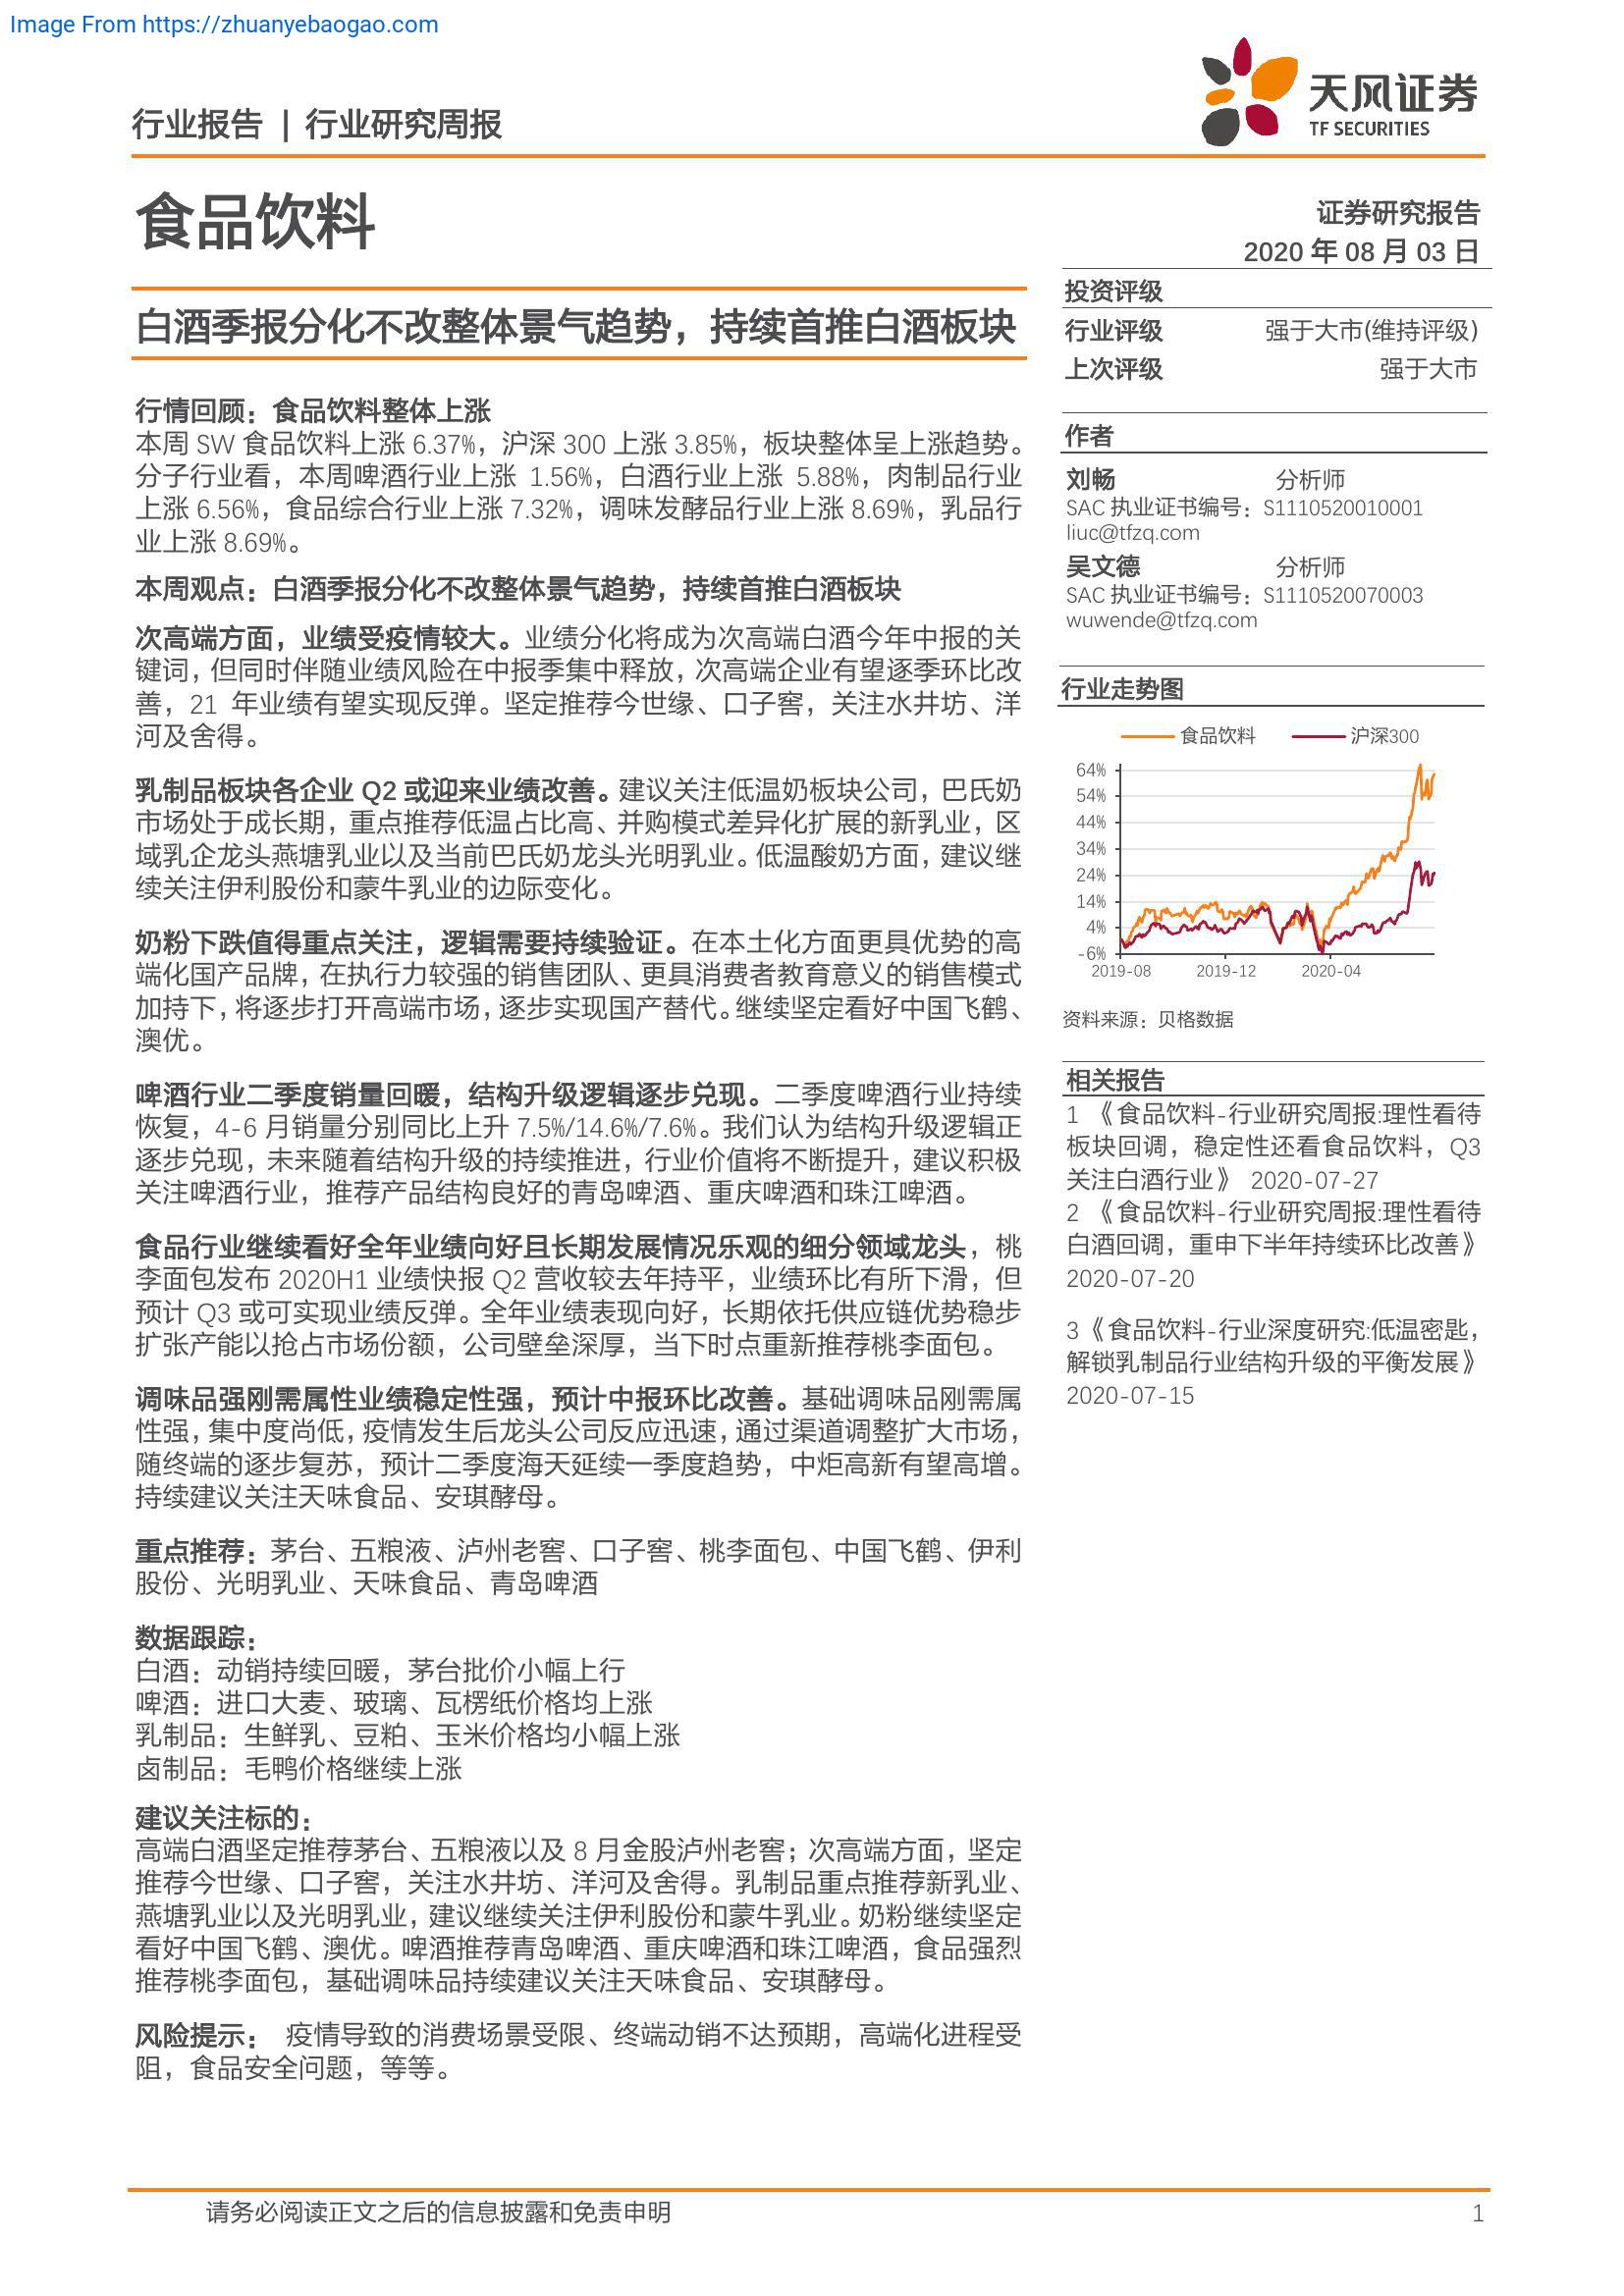 Image From https://zhuanyebaogao.com
行业报告 | 行业研究周报
天风证券
TF SECURITIES
食品饮料
证券研究报告
2020 年 08 月 03 日
白酒季报分化不改整体景气趋势，持续首推白酒板块
行情回顾：食品饮料整体上涨
本周 SW 食品饮料上涨 6.37%，沪深 300 上涨 3.85%，板块整体呈上涨趋势。
分子行业看，本周啤酒行业上涨 1.56%，白酒行业上涨 5.88%，肉制品行业
上涨 6.56%，食品综合行业上涨 7.32%，调味发酵品行业上涨 8.69%，乳品行
业上涨 8.69%。
本周观点：白酒季报分化不改整体景气趋势，持续首推白酒板块
次高端方面，业绩受疫情较大。业绩分化将成为次高端白酒今年中报的关
键词，但同时伴随业绩风险在中报季集中释放，次高端企业有望逐季环比改
善，21 年业绩有望实现反弹。坚定推荐今世缘、口子窖，关注水井坊、洋
河及舍得。
乳制品板块各企业 Q2 或迎来业绩改善。建议关注低温奶板块公司，巴氏奶
市场处于成长期，重点推荐低温占比高、并购模式差异化扩展的新乳业，区
域乳企龙头燕塘乳业以及当前巴氏奶龙头光明乳业。低温酸奶方面，建议继
续关注伊利股份和蒙牛乳业的边际变化。
奶粉下跌值得重点关注，逻辑需要持续验证。在本土化方面更具优势的高
端化国产品牌，在执行力较强的销售团队、更具消费者教育意义的销售模式
加持下，将逐步打开高端市场，逐步实现国产替代。继续坚定看好中国飞鹤、
澳优。
啤酒行业二季度销量回暖，结构升级逻辑逐步兑现。二季度啤酒行业持续
恢复，4-6 月销量分别同比上升 7.5%/14.6%/7.6%。我们认为结构升级逻辑正
逐步兑现，未来随着结构升级的持续推进，行业价值将不断提升，建议积极
关注啤酒行业，推荐产品结构良好的青岛啤酒、重庆啤酒和珠江啤酒。
食品行业继续看好全年业绩向好且长期发展情况乐观的细分领域龙头，桃
李面包发布 2020H1 业绩快报 Q2 营收较去年持平，业绩环比有所下滑，但
预计 Q3 或可实现业绩反弹。全年业绩表现向好，长期依托供应链优势稳步
扩张产能以抢占市场份额，公司壁垒深厚，当下时点重新推荐桃李面包。
调味品强刚需属性业绩稳定性强，预计中报环比改善。基础调味品刚需属
性强，集中度尚低，疫情发生后龙头公司反应迅速，通过渠道调整扩大市场，
随终端的逐步复苏，预计二季度海天延续一季度趋势，中炬高新有望高增。
持续建议关注天味食品、安琪酵母。
重点推荐：茅台、五粮液、泸州老窖、口子窖、桃李面包、中国飞鹤、伊利
股份、光明乳业、天味食品、青岛啤酒
数据跟踪：
白酒：动销持续回暖，茅台批价小幅上行
啤酒：进口大麦、玻璃、瓦楞纸价格均上涨
乳制品：生鲜乳、豆粕、玉米价格均小幅上涨
卤制品：毛鸭价格继续上涨
建议关注标的：
高端白酒坚定推荐茅台、五粮液以及 8 月金股泸州老窖；次高端方面，坚定
推荐今世缘、口子窖，关注水井坊、洋河及舍得。乳制品重点推荐新乳业、
燕塘乳业以及光明乳业，建议继续关注伊利股份和蒙牛乳业。奶粉继续坚定
看好中国飞鹤、澳优。啤酒推荐青岛啤酒、重庆啤酒和珠江啤酒，食品强烈
推荐桃李面包，基础调味品持续建议关注天味食品、安琪酵母。
风险提示： 疫情导致的消费场景受限、终端动销不达预期，高端化进程受
阻，食品安全问题，等等。
投资评级
行业评级 强于大市(维持评级)
上次评级 强于大市
作者
刘畅 分析师
SAC 执业证书编号：S1110520010001
liuc@tfzq.com
吴文德 分析师
SAC 执业证书编号：S1110520070003
wuwende@tfzq.com
行业走势图
食品饮料 沪深300
64%
54%
44%
34%
24%
14%
4%
-6%
2019-08 2019-12 2020-04
资料来源：贝格数据
相关报告
1 《食品饮料-行业研究周报:理性看待
板块回调，稳定性还看食品饮料，Q3
关注白酒行业》 2020-07-27
2 《食品饮料-行业研究周报:理性看待
白酒回调，重申下半年持续环比改善》
2020-07-20
3《食品饮料-行业深度研究:低温密匙，
解锁乳制品行业结构升级的平衡发展》
2020-07-15
请务必阅读正文之后的信息披露和免责申明 1